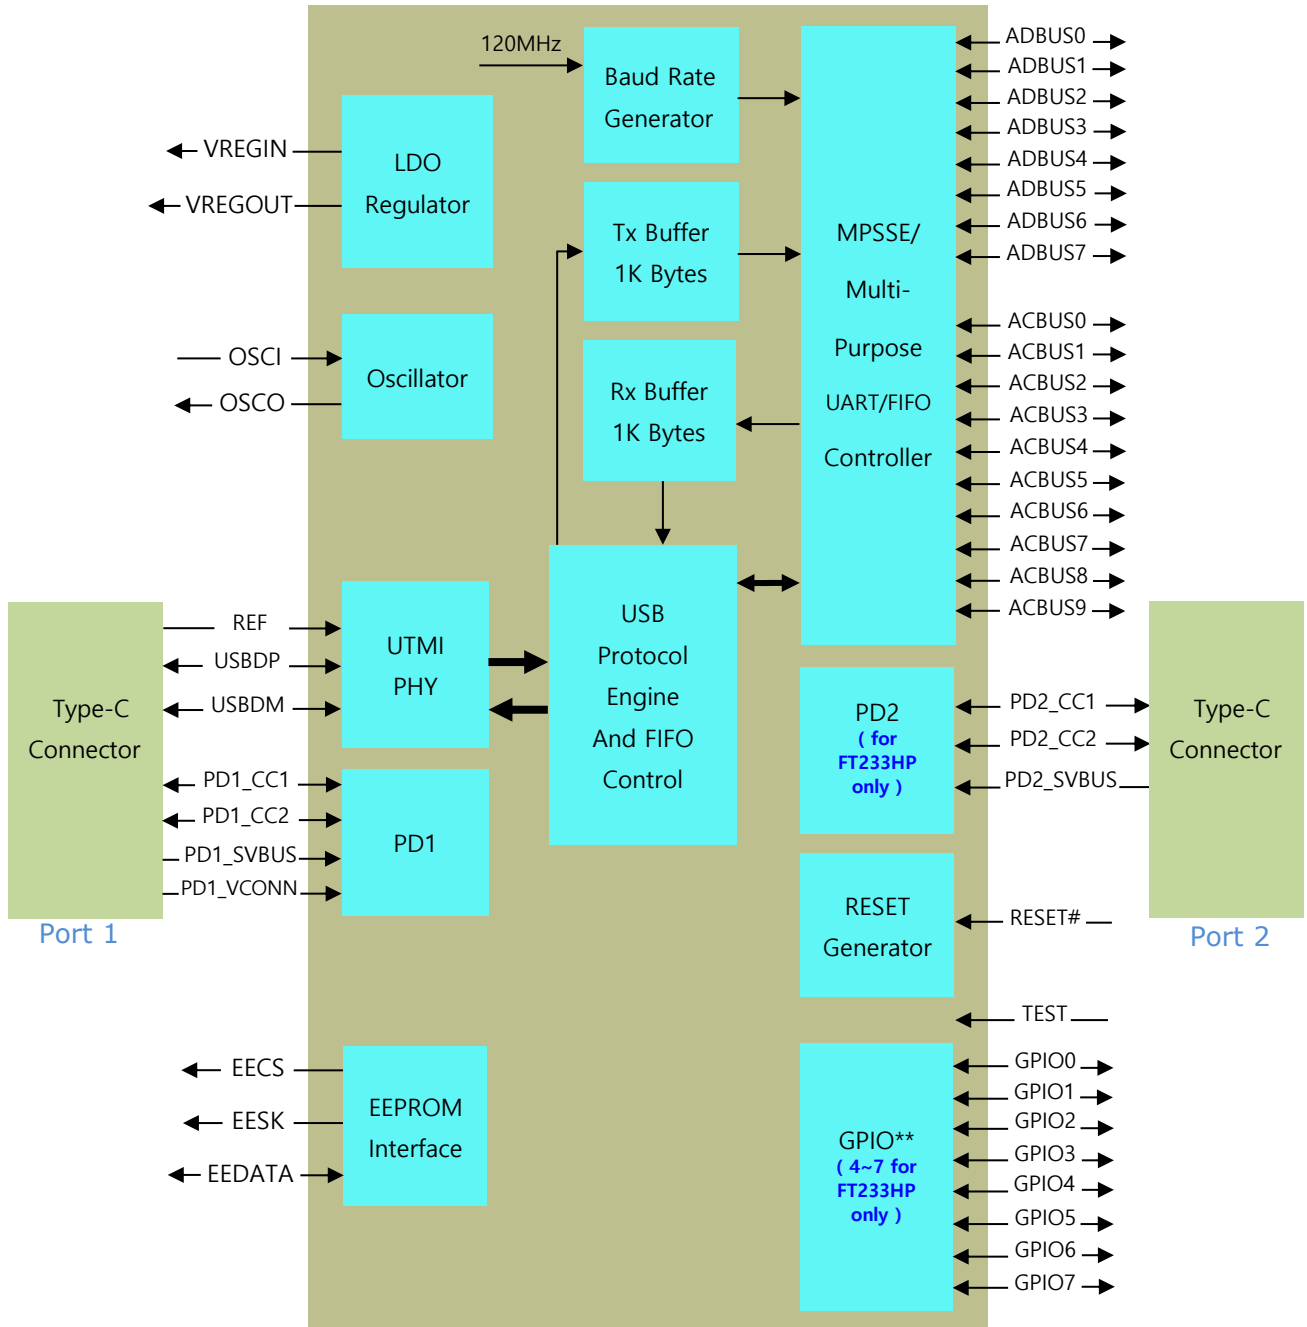 120MHz
Baud Rate
Generator
VREGIN
VREGOUT
LDO
Regulator
Tx Buffer
1K Bytes
MPSSE/
Multi-
Purpose
UART/FIFO
Controller
ADBUS0
ADBUS1
ADBUS2
ADBUS3
ADBUS4
ADBUS5
ADBUS6
ADBUS7
OSCI
OSCO
Oscillator
Rx Buffer
1K Bytes
ACBUS0
ACBUS1
ACBUS2
ACBUS3
ACBUS4
ACBUS5
ACBUS6
ACBUS7
ACBUS8
ACBUS9
Type-C
Connector
Port 1
REF
USBDP
USBDM
UTMI
PHY
USB
Protocol
Engine
And FIFO
Control
PD1_CC1
PD1_CC2
PD1_SVBUS
PD1_VCONN
PD1
PD2
( for
FT233HP
only )
PD2_CC1
PD2_CC2
PD2_SVBUS
Type-C
Connector
Port 2
RESET
Generator
RESET#
TEST
EECS
EESK
EEDATA
EEPROM
Interface
GPIO**
( 4~7 for
FT233HP
only )
GPIO0
GPIO1
GPIO2
GPIO3
GPIO4
GPIO5
GPIO6
GPIO7